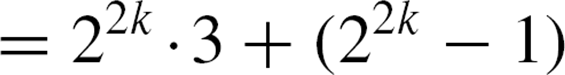 = 2^{2k} · 3 + (2^{2k} − 1)